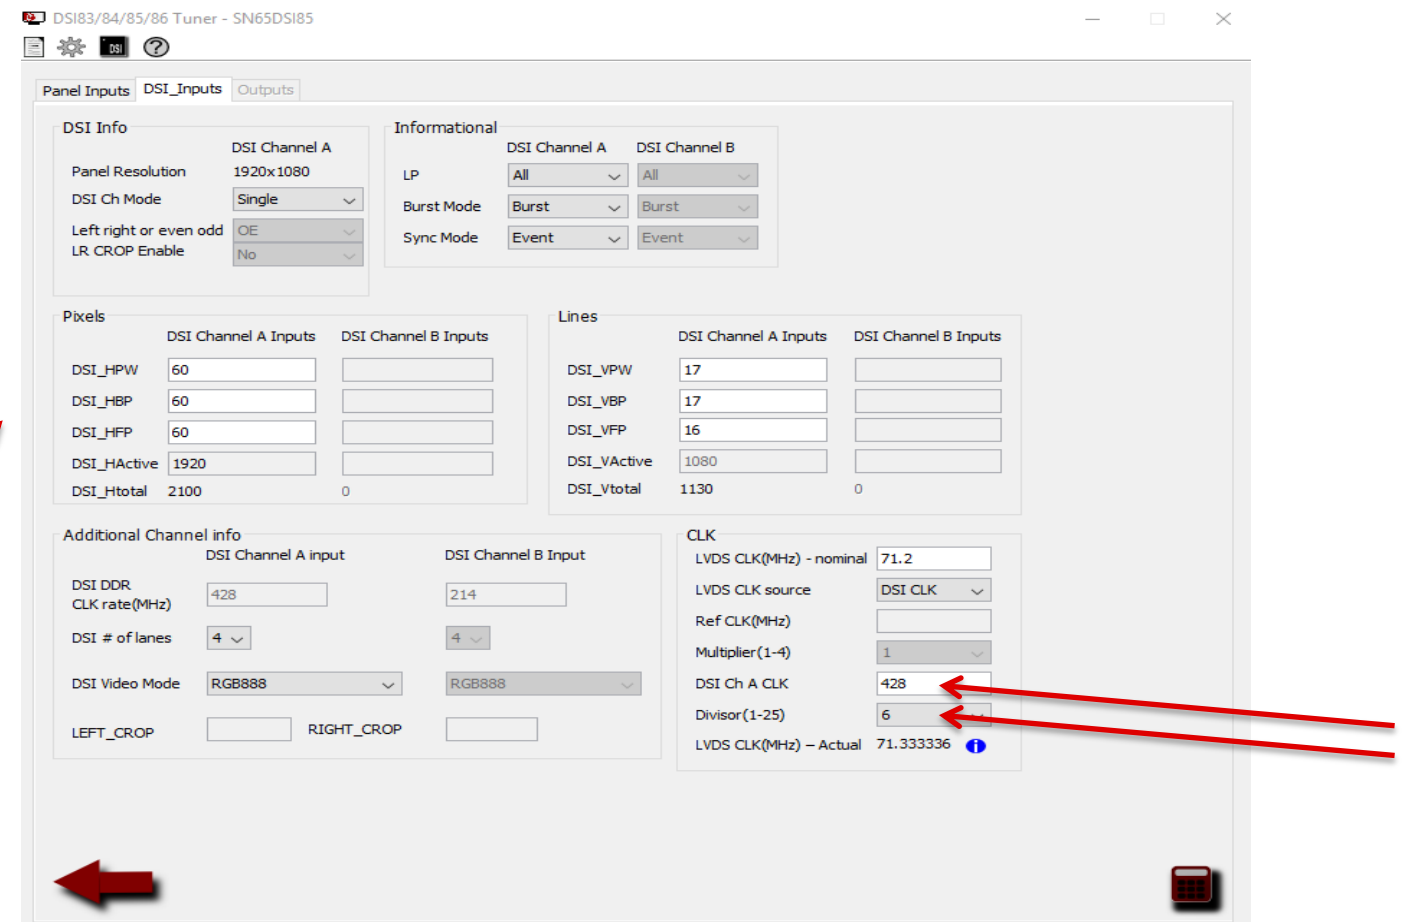 DSI83/84/85/86 Tuner - SN65DSI85
DSI
Panel Inputs DSI_Inputs Outputs
DSI Info
DSI Channel A
Panel Resolution 1920x1080
DSI Ch Mode Single
Left right or even odd OE
LR CROP Enable No
Informational
DSI Channel A DSI Channel B
LP All All
Burst Mode Burst Burst
Sync Mode Event Event
Pixels
DSI Channel A Inputs DSI Channel B Inputs
DSI_HPW 60
DSI_HBP 60
DSI_HFP 60
DSI_HActive 1920
DSI_Htotal 2100 0
Lines
DSI Channel A Inputs DSI Channel B Inputs
DSI_VPW 17
DSI_VBP 17
DSI_VFP 16
DSI_VActive 1080
DSI_Vtotal 1130 0
Additional Channel info
DSI Channel A input DSI Channel B Input
DSI DDR
CLK rate(MHz) 428 214
DSI # of lanes 4 4
DSI Video Mode RGB888 RGB888
LEFT_CROP RIGHT_CROP
CLK
LVDS CLK(MHz) - nominal 71.2
LVDS CLK source DSI CLK
Ref CLK(MHz)
Multiplier(1-4) 1
DSI Ch A CLK 428
Divisor(1-25) 6
LVDS CLK(MHz) – Actual 71.333336